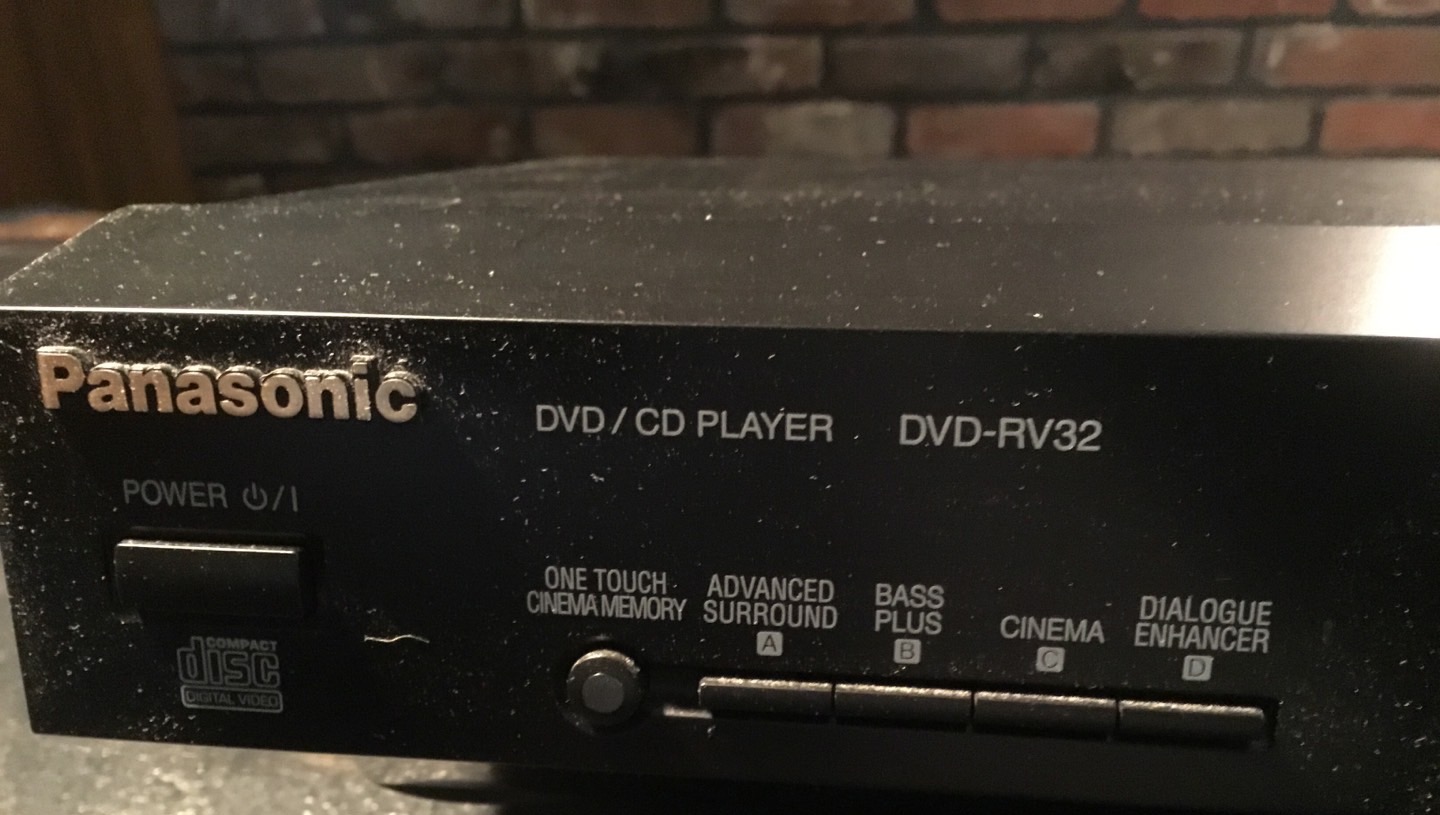 Panasonic
DVD / CD PLAYER DVD-RV32
POWER ⏻/I
ONE TOUCH
CINEMA MEMORY
ADVANCED
SURROUND
A
BASS
PLUS
B
CINEMA
C
DIALOGUE
ENHANCER
D
COMPACT
disc
DIGITAL VIDEO